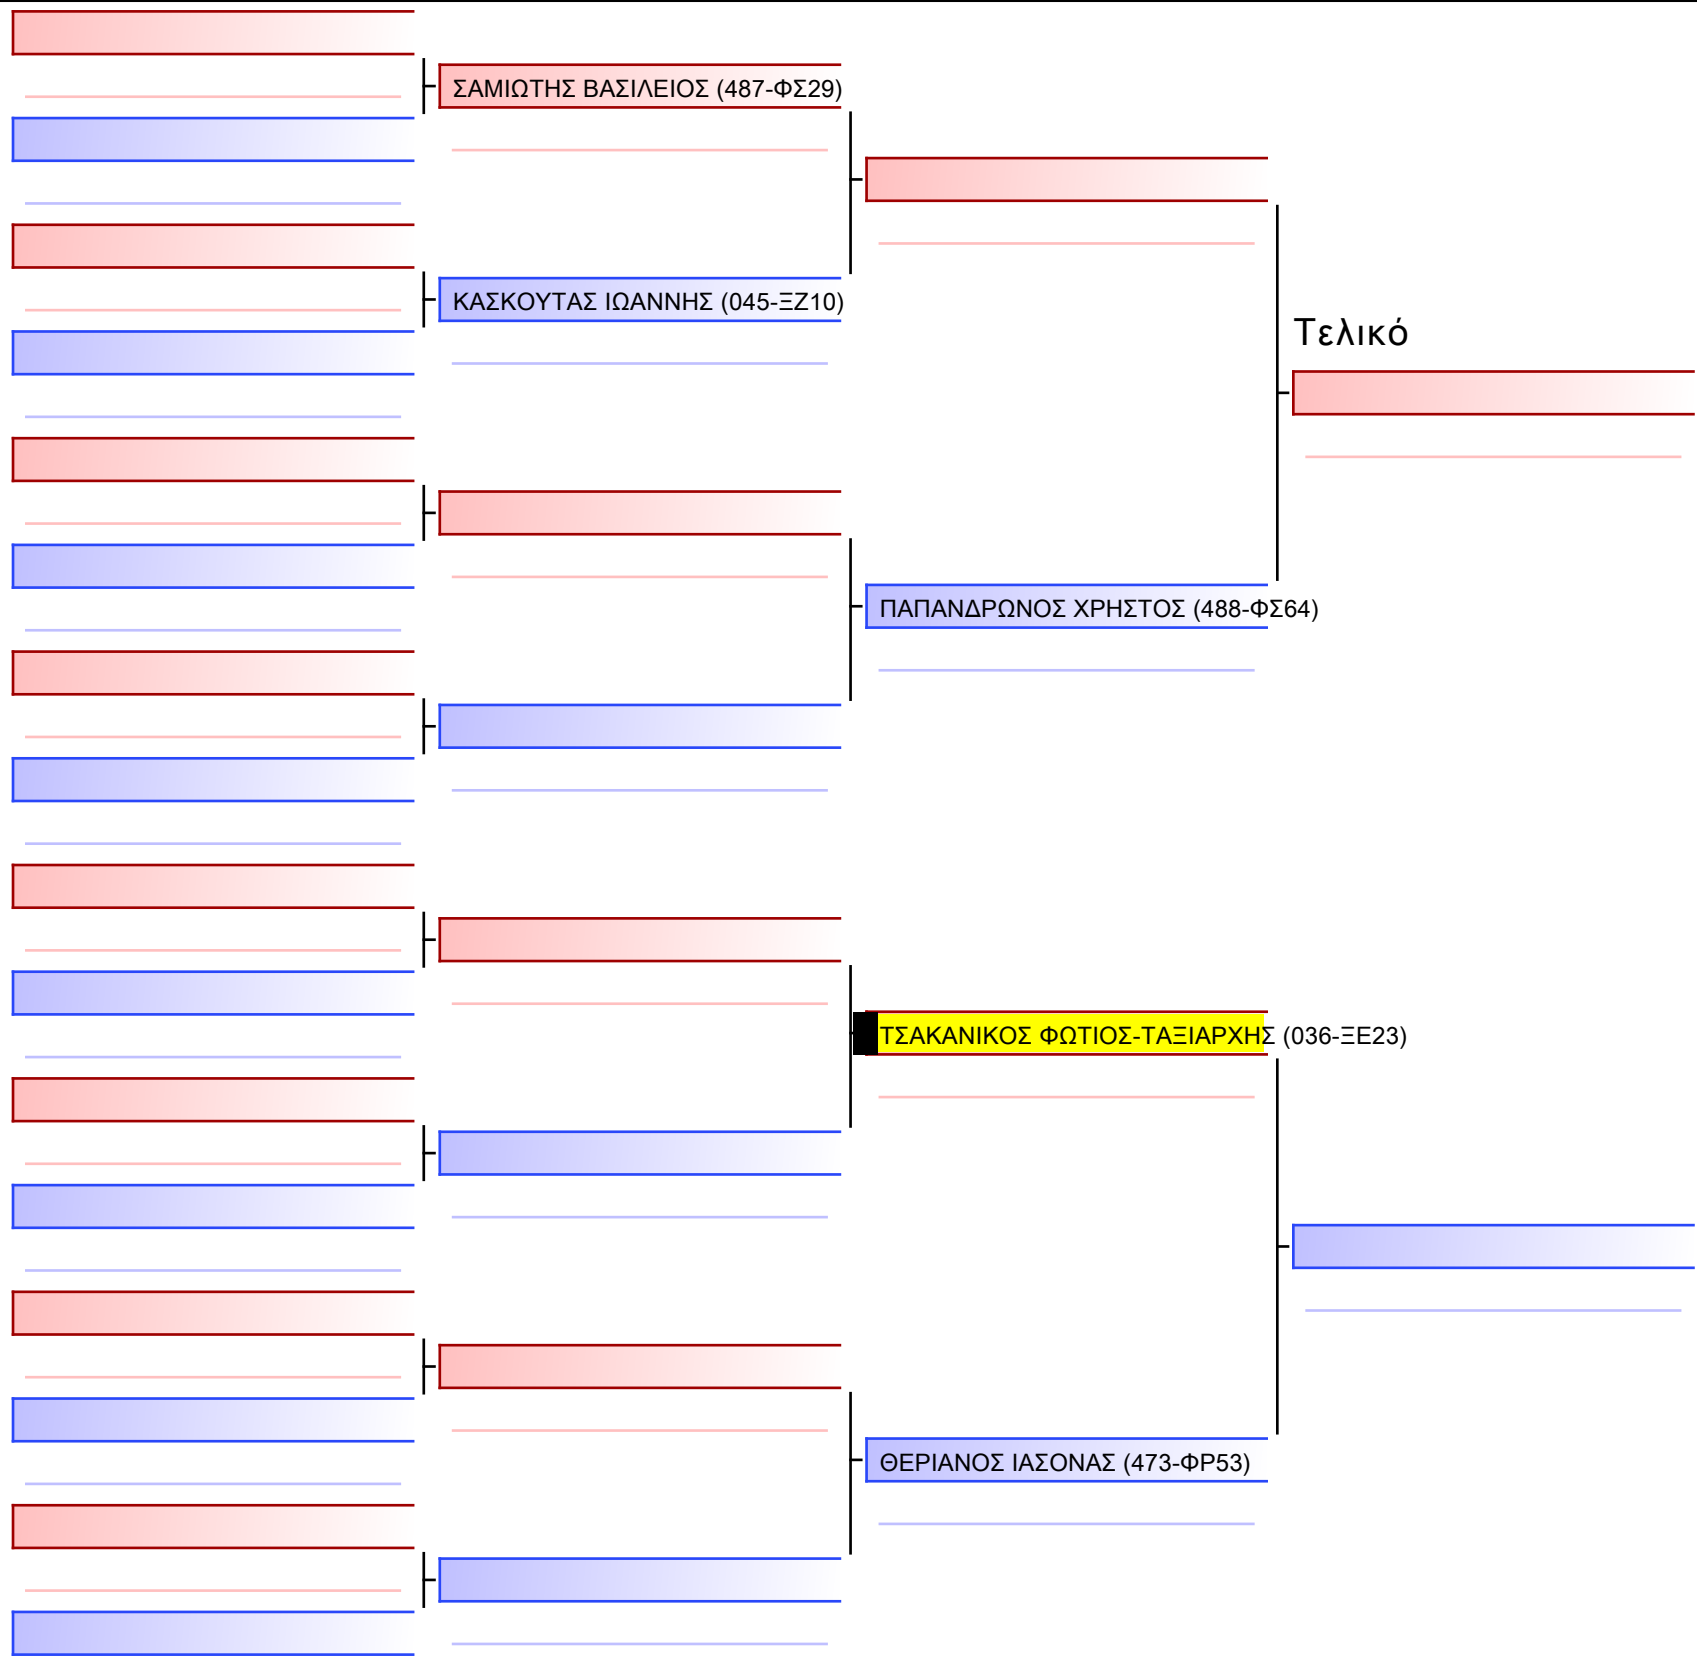 ΣΑΜΙΩΤΗΣ ΒΑΣΙΛΕΙΟΣ (487-ΦΣ29)
ΚΑΣΚΟΥΤΑΣ ΙΩΑΝΝΗΣ (045-ΞΖ10)
Τελικό
ΠΑΠΑΝΔΡΩΝΟΣ ΧΡΗΣΤΟΣ (488-ΦΣ64)
ΤΣΑΚΑΝΙΚΟΣ ΦΩΤΙΟΣ-ΤΑΞΙΑΡΧΗΣ (036-ΞΕ23)
ΘΕΡΙΑΝΟΣ ΙΑΣΟΝΑΣ (473-ΦΡ53)